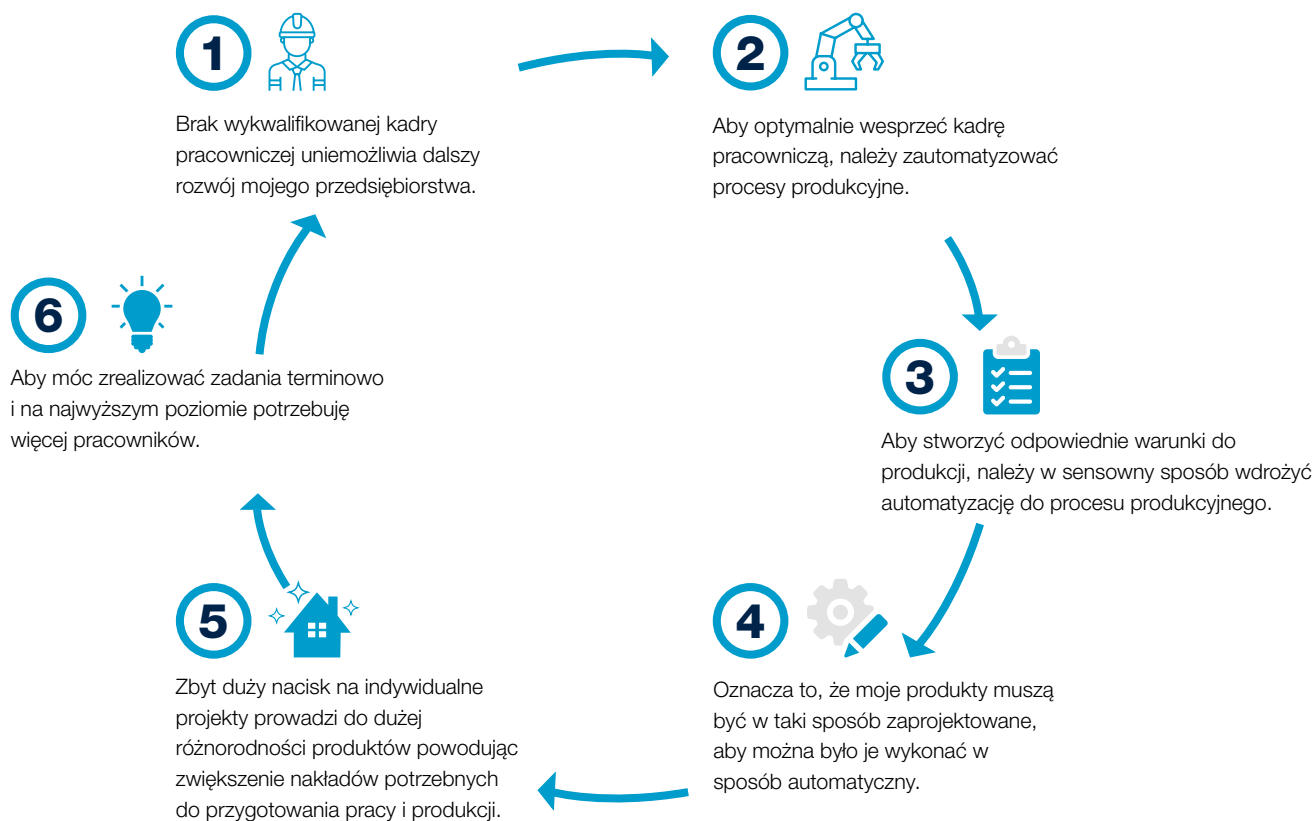 1
Brak wykwalifikowanej kadry
pracowniczej uniemożliwia dalszy
rozwój mojego przedsiębiorstwa.
2
Aby optymalnie wesprzeć kadrę
pracowniczą, należy zautomatyzować
procesy produkcyjne.
3
Aby stworzyć odpowiednie warunki do
produkcji, należy w sensowny sposób wdrożyć
automatyzację do procesu produkcyjnego.
4
Oznacza to, że moje produkty muszą
być w taki sposób zaprojektowane,
aby można było je wykonać w
sposób automatyczny.
5
Zbyt duży nacisk na indywidualne
projekty prowadzi do dużej
różnorodności produktów powodując
zwiększenie nakładów potrzebnych
do przygotowania pracy i produkcji.
6
Aby móc zrealizować zadania terminowo
i na najwyższym poziomie potrzebuję
więcej pracowników.